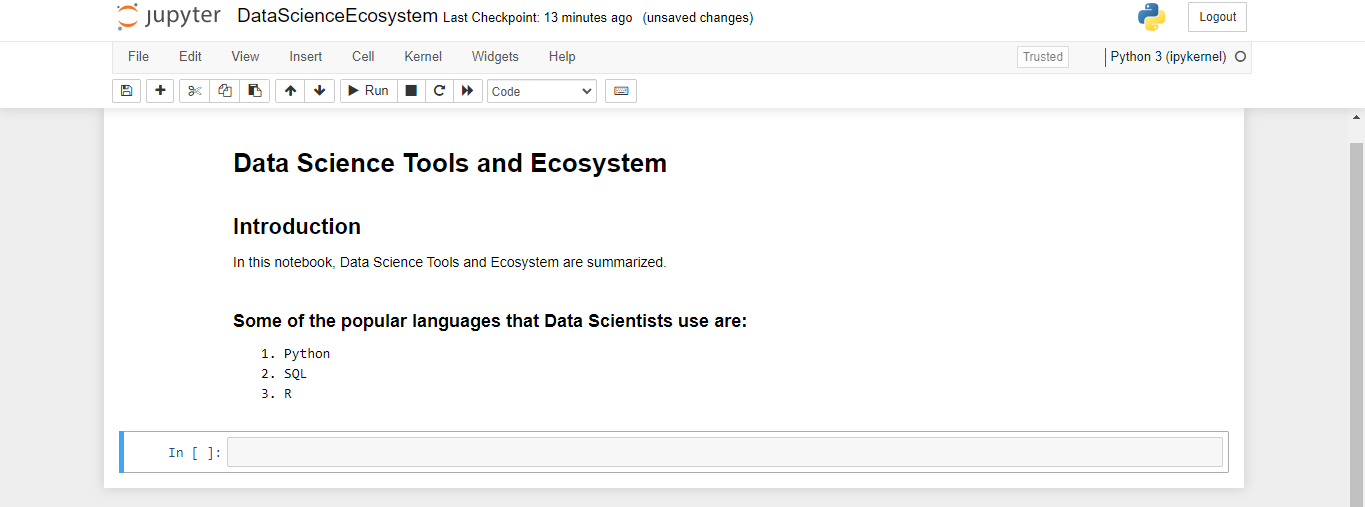 jupyter DataScienceEcosystem Last Checkpoint: 13 minutes ago (unsaved changes) Logout
File Edit View Insert Cell Kernel Widgets Help Trusted Python 3 (ipykernel)
Run Code
Data Science Tools and Ecosystem
Introduction
In this notebook, Data Science Tools and Ecosystem are summarized.
Some of the popular languages that Data Scientists use are:
1. Python
2. SQL
3. R
In [ ]: